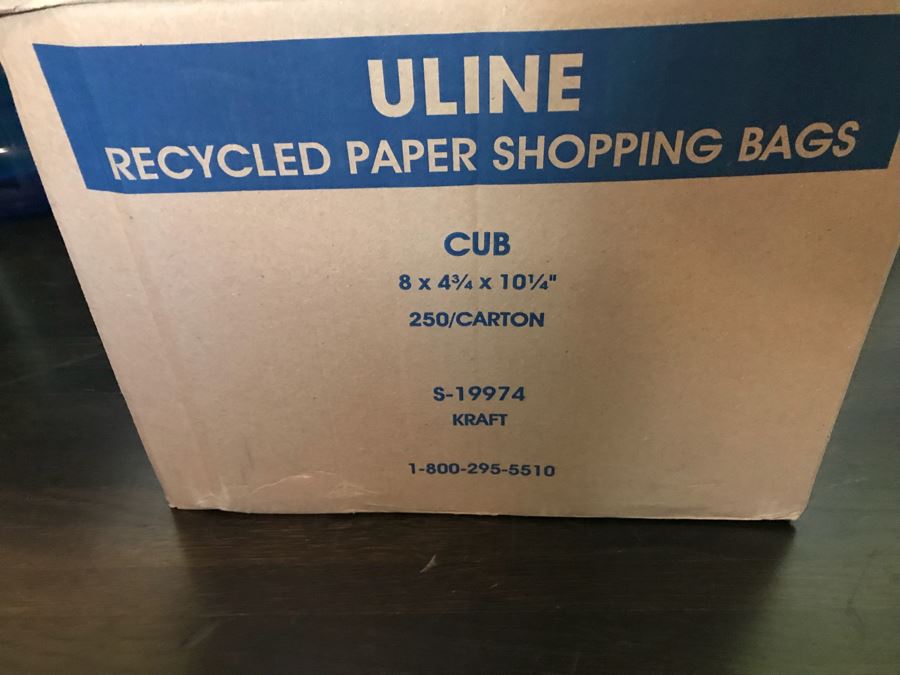 ULINE
RECYCLED PAPER SHOPPING BAGS
CUB
8 x 4¾ x 10¼"
250/CARTON
S-19974
KRAFT
1-800-295-5510